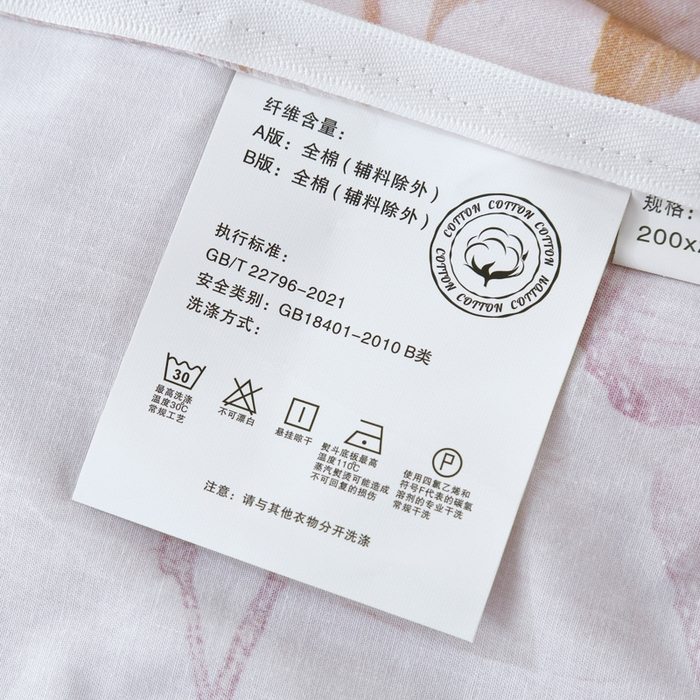 纤维含量：
A版：全棉（辅料除外）
B版：全棉（辅料除外）
COTTON COTTON COTTON COTTON COTTON COTTON
执行标准：
GB/T 22796-2021
安全类别：GB18401-2010 B类
洗涤方式：
30
最高洗涤
温度30℃
常规工艺
不可漂白
悬挂晾干
熨斗底板最高
温度110℃
蒸汽熨烫可能造成
不可回复的损伤
P
使用四氯乙烯和
符号F代表的碳氢
溶剂的专业干洗
常规干洗
注意：请与其他衣物分开洗涤
规格：
200x